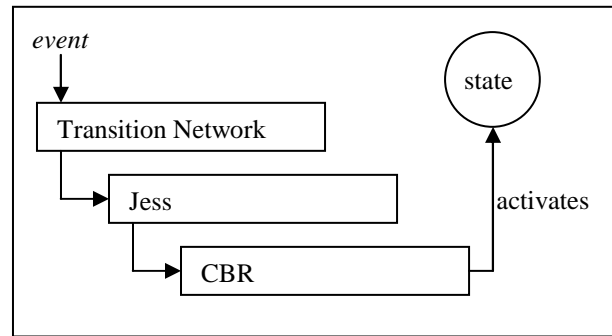 event
state
Transition Network
Jess
activates
CBR